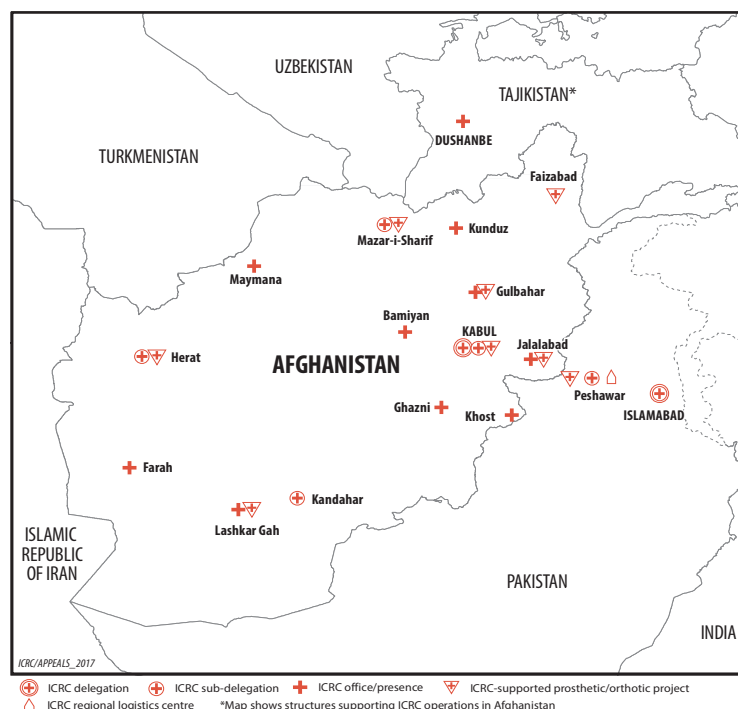 UZBEKISTAN
TAJIKISTAN*
DUSHANBE
TURKMENISTAN
Faizabad
Mazar-i-Sharif
Kunduz
Maymana
Gulbahar
Bamiyan
KABUL
Jalalabad
Herat
AFGHANISTAN
Peshawar
ISLAMABAD
Ghazni
Khost
Farah
Kandahar
Lashkar Gah
ISLAMIC
REPUBLIC
OF IRAN
PAKISTAN
INDIA
ICRC/APPEALS_2017
ICRC delegation ICRC sub-delegation ICRC office/presence ICRC-supported prosthetic/orthotic project
ICRC regional logistics centre *Map shows structures supporting ICRC operations in Afghanistan